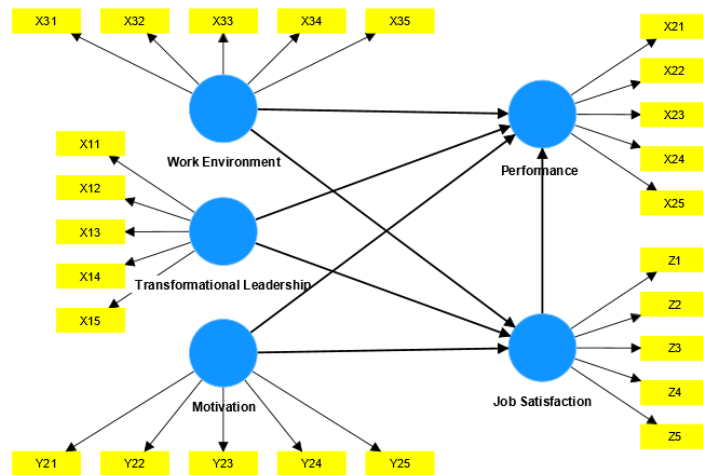 X31 X32 X33 X34 X35
X21
X22
X23
X24
X25
Work Environment
Performance
X11
X12
X13
X14
X15
Transformational Leadership
Z1
Z2
Z3
Z4
Z5
Motivation
Job Satisfaction
Y21 Y22 Y23 Y24 Y25